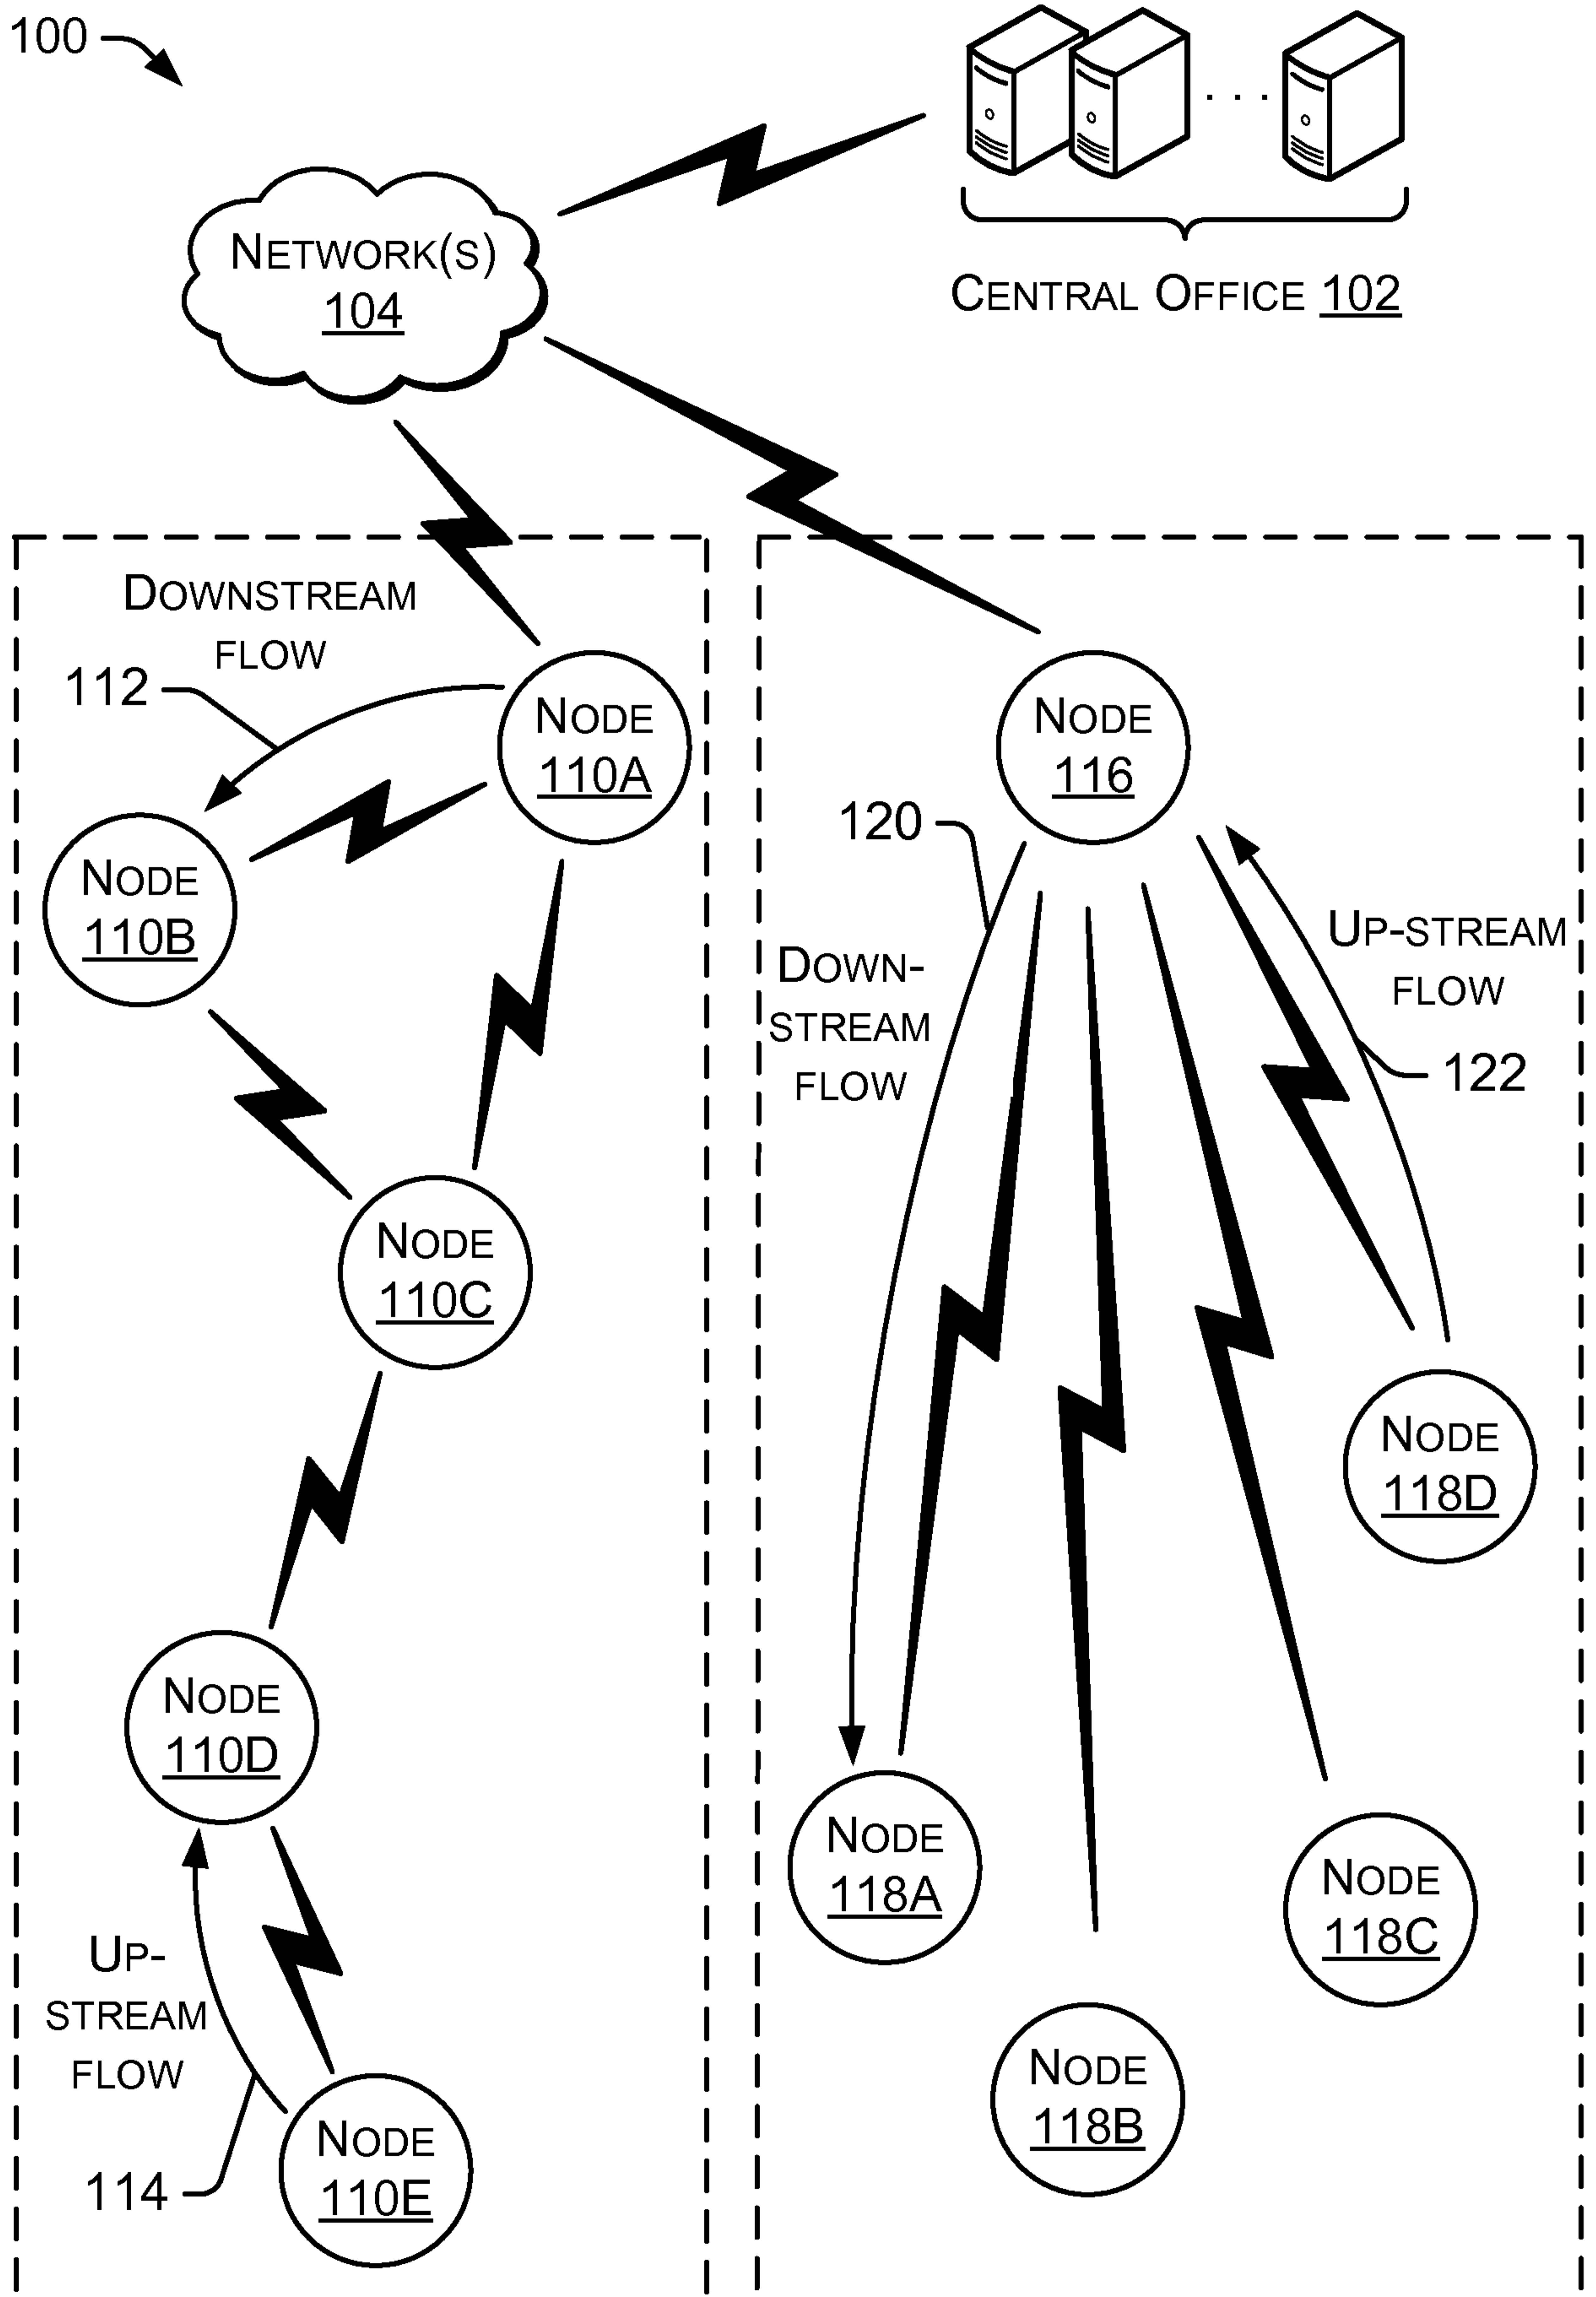 100
NETWORK(S)
104
CENTRAL OFFICE 102
DOWNSTREAM
FLOW
112
NODE
110A
NODE
110B
NODE
110C
NODE
110D
UP-
STREAM
FLOW
114
NODE
110E
NODE
116
120
DOWN-
STREAM
FLOW
UP-STREAM
FLOW
122
NODE
118D
NODE
118A
NODE
118C
NODE
118B